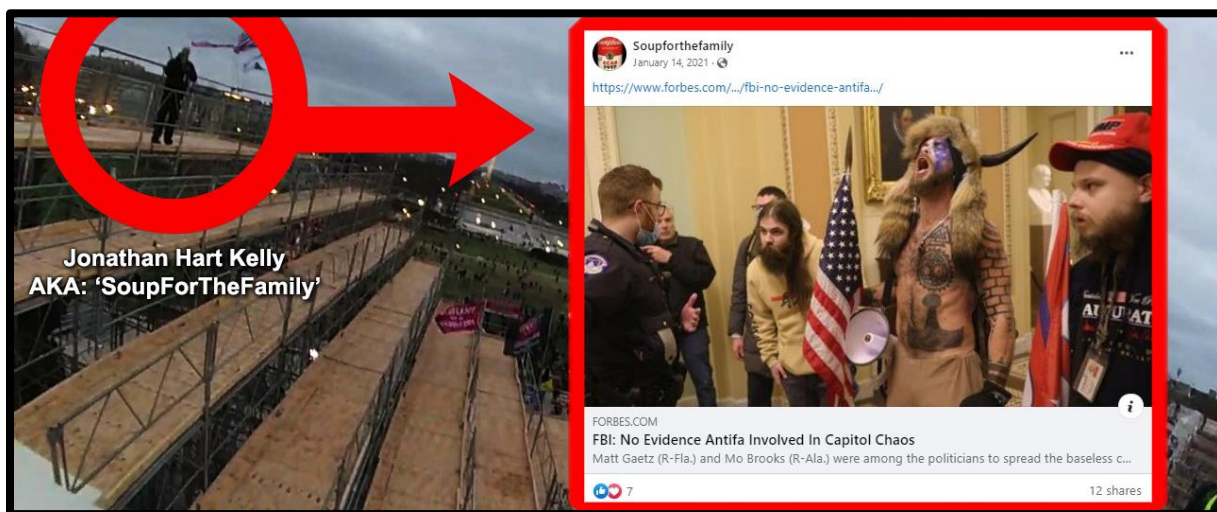 Jonathan Hart Kelly
AKA: 'SoupForTheFamily'
Soupforthefamily
January 14, 2021 ·
https://www.forbes.com/.../fbi-no-evidence-antifa.../
FORBES.COM
FBI: No Evidence Antifa Involved In Capitol Chaos
Matt Gaetz (R-Fla.) and Mo Brooks (R-Ala.) were among the politicians to spread the baseless c...
7
12 shares